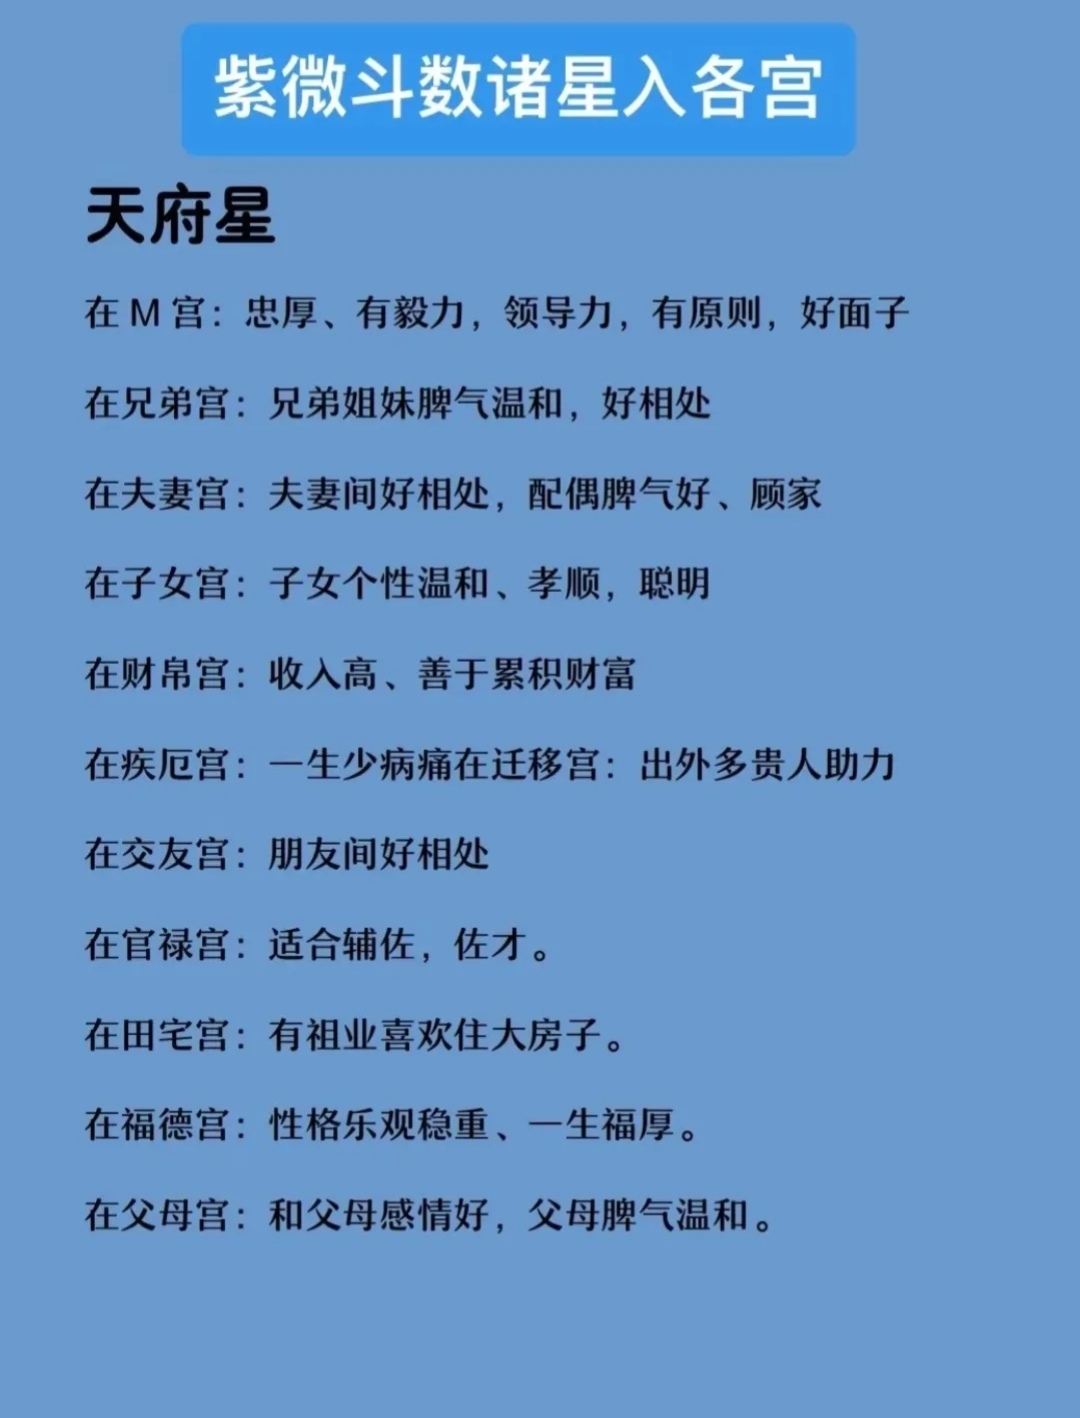 紫微斗数诸星入各宫
天府星
在 M 宫：忠厚、有毅力，领导力，有原则，好面子
在兄弟宫：兄弟姐妹脾气温和，好相处
在夫妻宫：夫妻间好相处，配偶脾气好、顾家
在子女宫：子女个性温和、孝顺，聪明
在财帛宫：收入高、善于累积财富
在疾厄宫：一生少病痛在迁移宫：出外多贵人助力
在交友宫：朋友间好相处
在官禄宫：适合辅佐，佐才。
在田宅宫：有祖业喜欢住大房子。
在福德宫：性格乐观稳重、一生福厚。
在父母宫：和父母感情好，父母脾气温和。